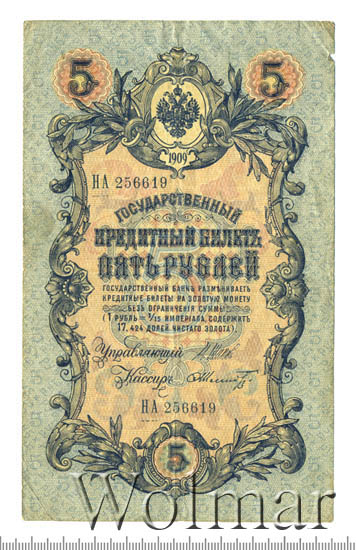 5 5
1909
НА 256619
ГОСУДАРСТВЕННЫЙ
КРЕДИТНЫЙ БИЛЕТЪ
ПЯТЬ РУБЛЕЙ
ГОСУДАРСТВЕННЫЙ БАНКЪ РАЗМѢНИВАЕТЪ
КРЕДИТНЫЕ БИЛЕТЫ НА ЗОЛОТУЮ МОНЕТУ
БЕЗЪ ОГРАНИЧЕНІЯ СУММЫ
(1 РУБЛЬ = 1/15 ИМПЕРІАЛА, СОДЕРЖИТЪ
17,424 ДОЛЕЙ ЧИСТАГО ЗОЛОТА).
Управляющій
Кассиръ
НА 256619
5
Wolmar